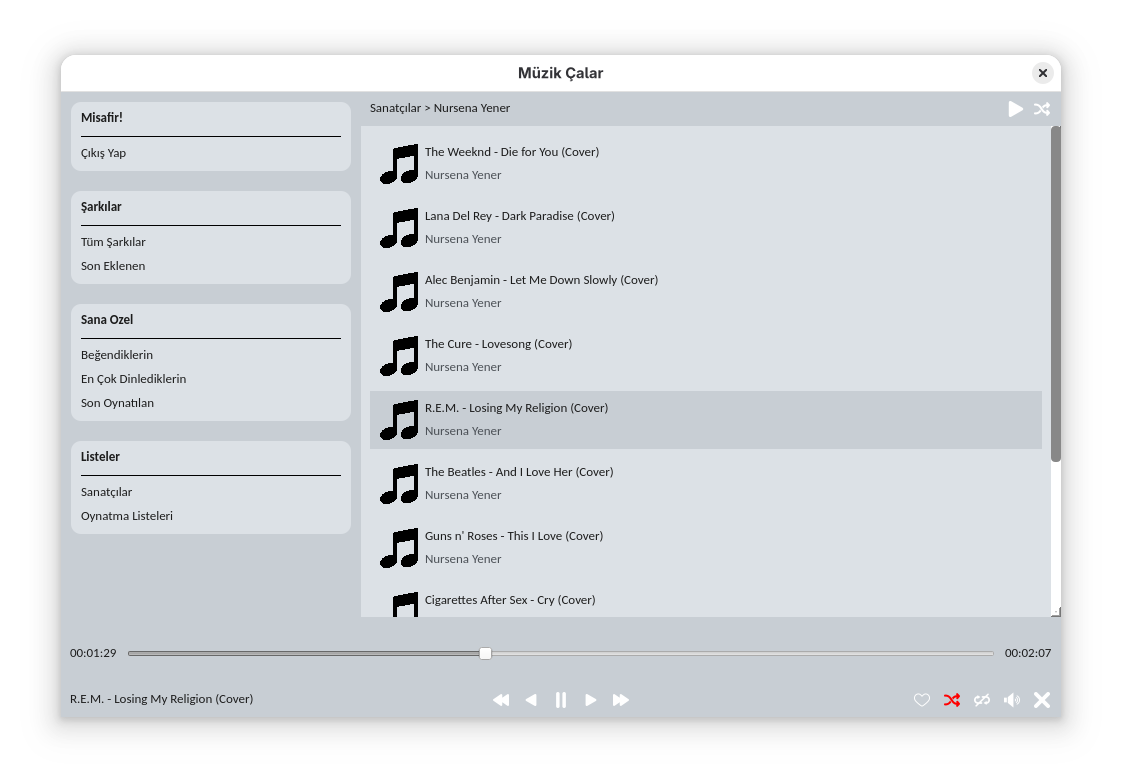 Müzik Çalar
Misafir!
Çıkış Yap
Şarkılar
Tüm Şarkılar
Son Eklenen
Sana Ozel
Beğendiklerin
En Çok Dinlediklerin
Son Oynatılan
Listeler
Sanatçılar
Oynatma Listeleri
Sanatçılar > Nursena Yener
The Weeknd - Die for You (Cover)
Nursena Yener
Lana Del Rey - Dark Paradise (Cover)
Nursena Yener
Alec Benjamin - Let Me Down Slowly (Cover)
Nursena Yener
The Cure - Lovesong (Cover)
Nursena Yener
R.E.M. - Losing My Religion (Cover)
Nursena Yener
The Beatles - And I Love Her (Cover)
Nursena Yener
Guns n' Roses - This I Love (Cover)
Nursena Yener
Cigarettes After Sex - Cry (Cover)
00:01:29
00:02:07
R.E.M. - Losing My Religion (Cover)